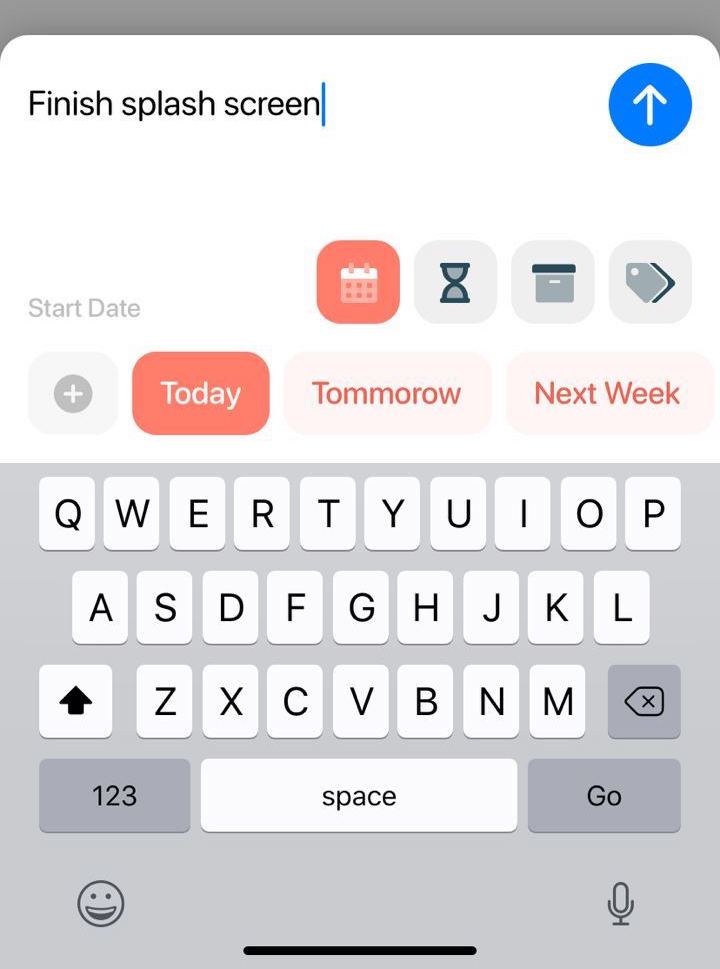 Finish splash screen
Start Date
Today Tommorow Next Week
Q W E R T Y U I O P
A S D F G H J K L
Z X C V B N M
123 space Go